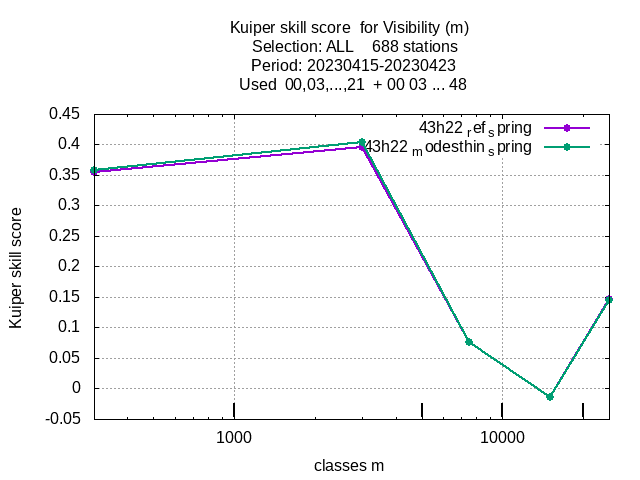 Kuiper skill score  for Visibility (m)
Selection: ALL    688 stations
Period: 20230415-20230423
Used  00,03,...,21  + 00 03 ... 48
0.45
0.4
0.35
0.3
0.25
0.2
0.15
0.1
0.05
0
-0.05
Kuiper skill score
43h22 ref spring
43h22 modesthin spring
1000
10000
classes m